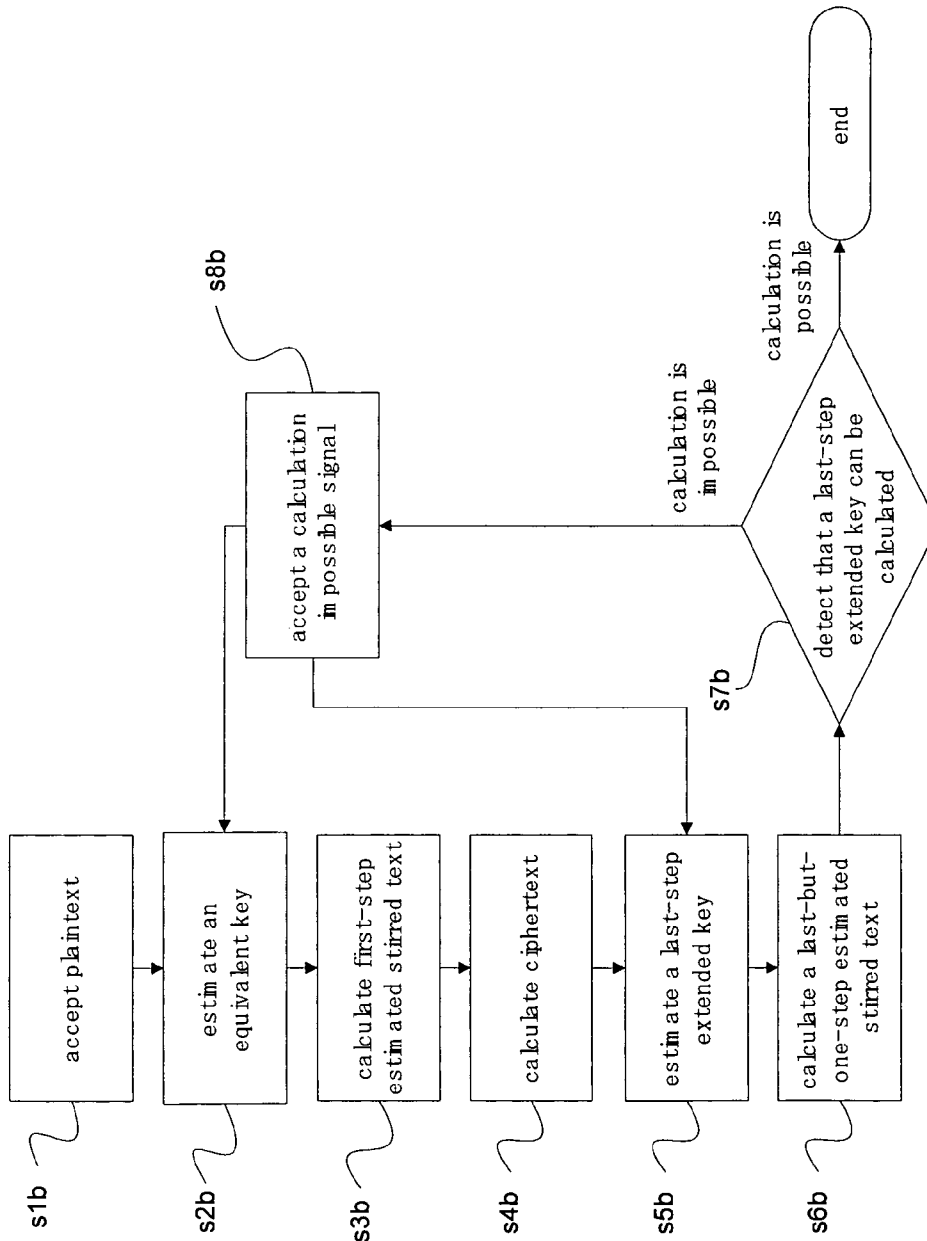 s1b
accept plaintext
s2b
estimate an
equivalent key
s3b
calculate first-step
estimated stirred text
s4b
calculate ciphertext
s5b
estimate a last-step
extended key
s6b
calculate a last-but-
one-step estimated
stirred text
s7b
detect that a last-step
extended key can be
calculated
calculation is
impossible
s8b
accept a calculation
impossible signal
calculation is
possible
end